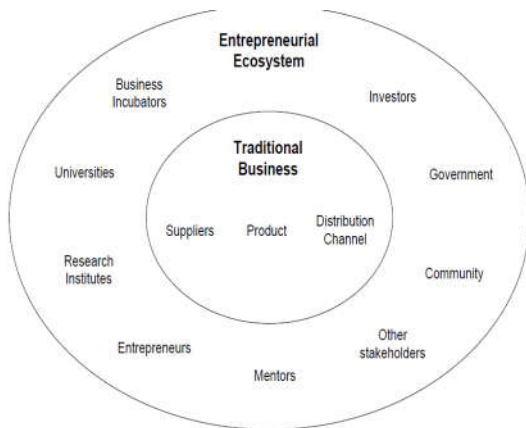 Entrepreneurial
Ecosystem
Business
Incubators
Investors
Traditional
Business
Universities
Government
Suppliers
Product
Distribution
Channel
Research
Institutes
Community
Entrepreneurs
Other
stakeholders
Mentors